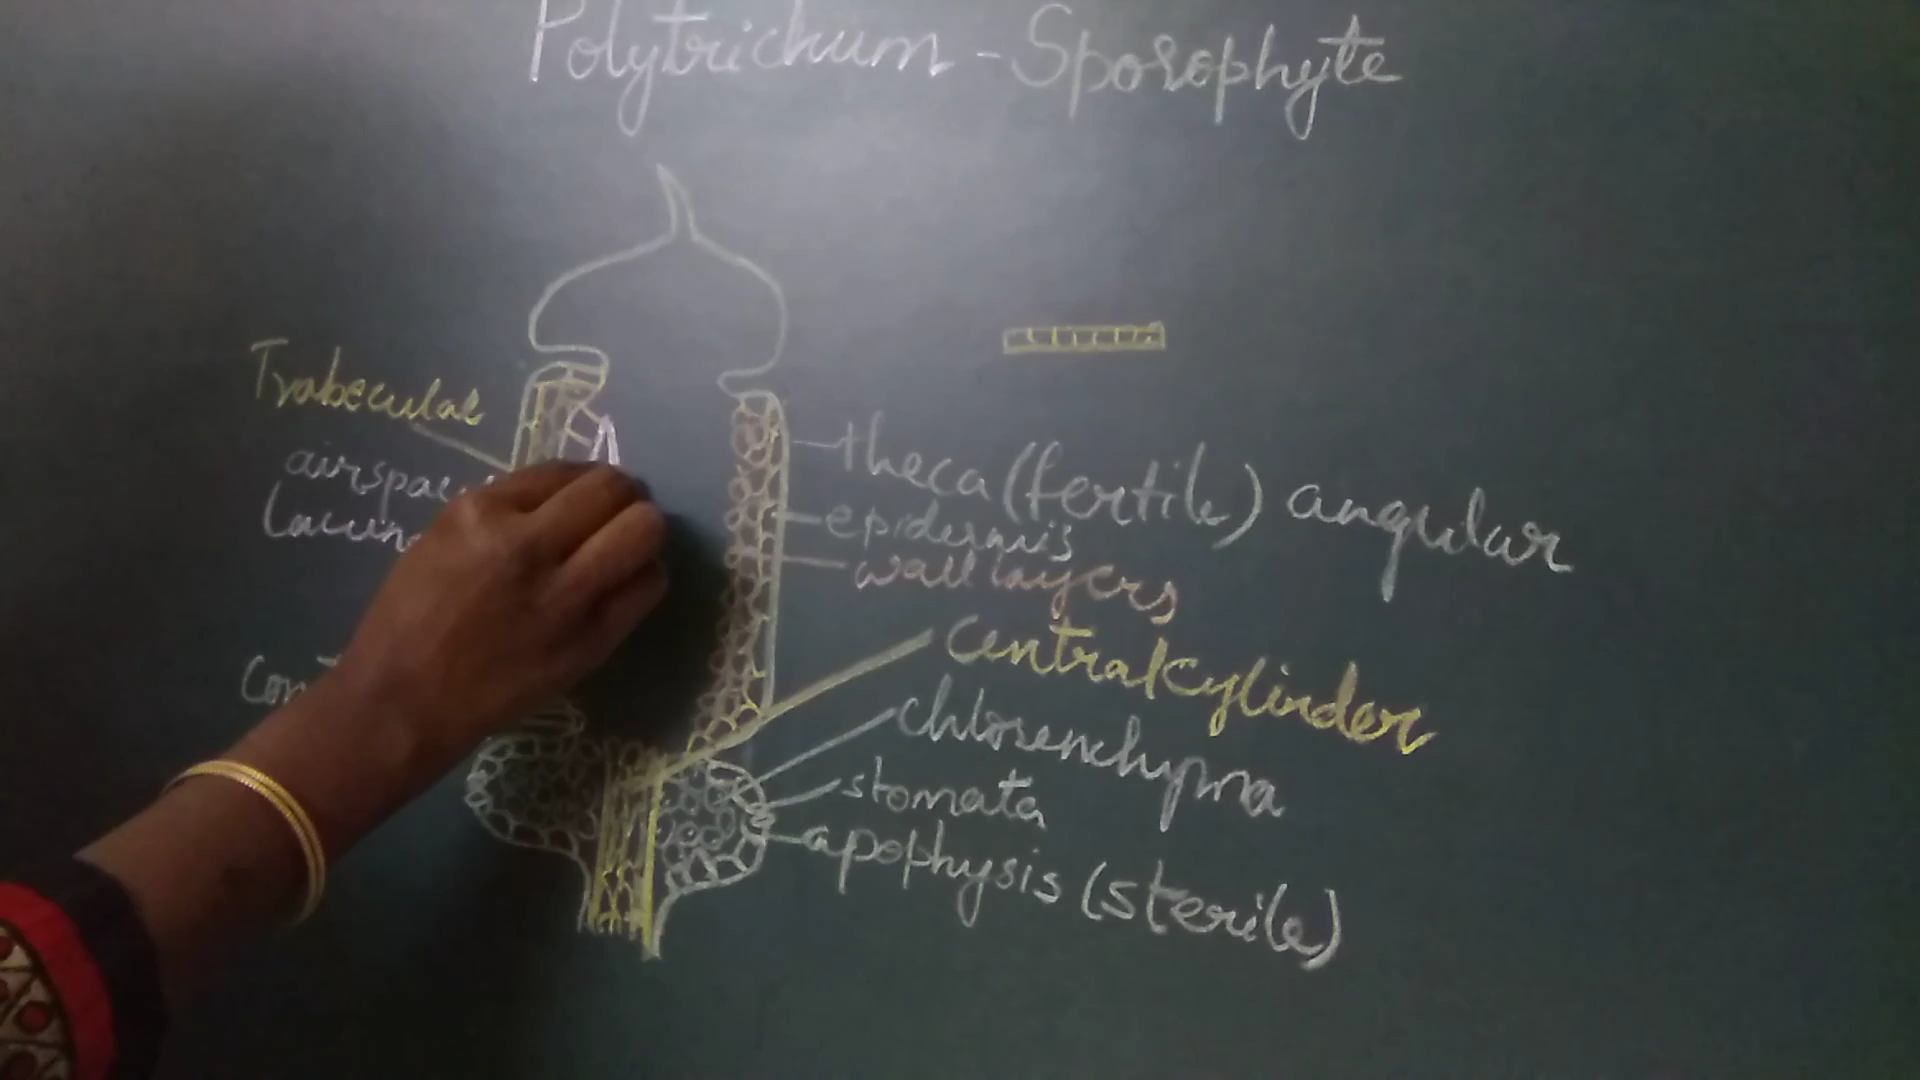 Polytrichum - Sporophyte
Trabeculae
theca (fertile) angular
epidermis
wall layers
central cylinder
chlorenchyma
stomata
apophysis (sterile)